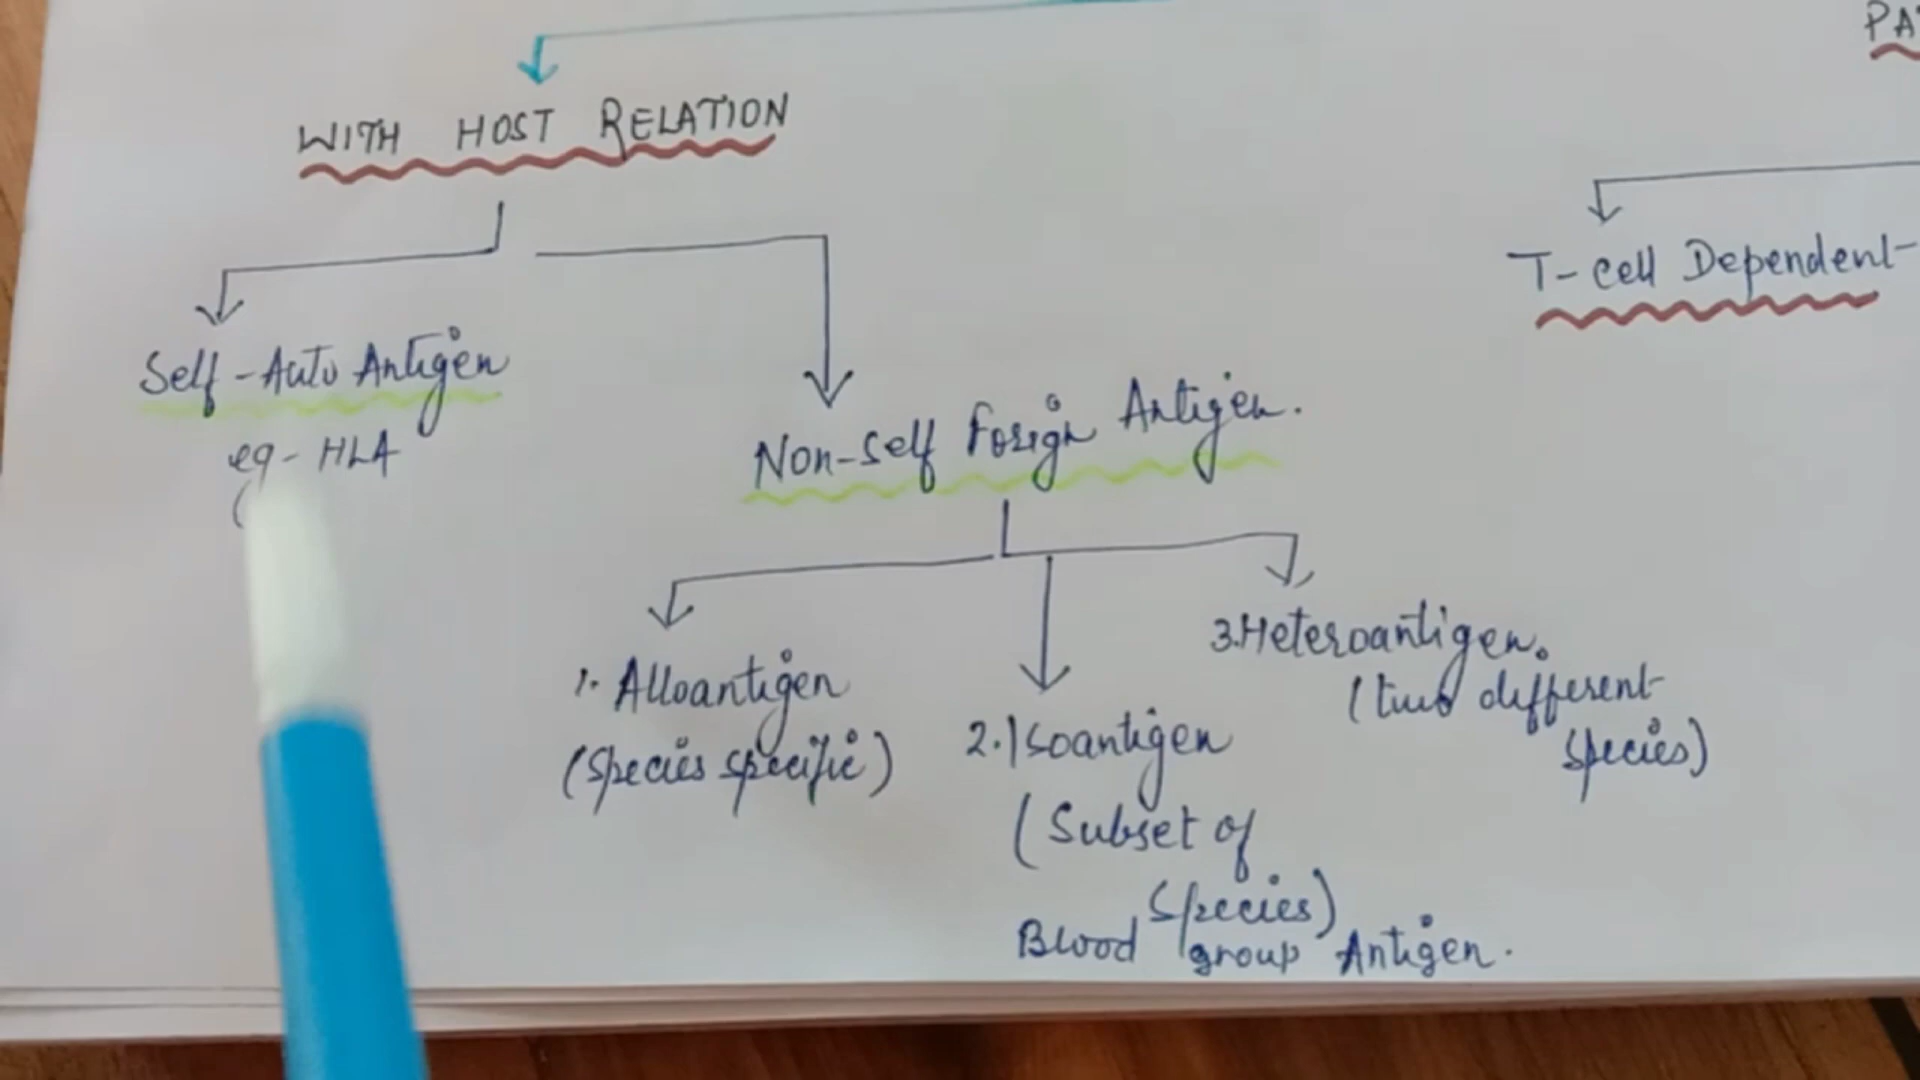 WITH HOST RELATION
Self-Auto Antigen
eg- HLA
(
Non-self Forign Antigen.
1. Alloantigen
(Species specific)
2. Isoantigen
(Subset of
species)
Blood group Antigen.
3. Heteroantigen.
(two different
species)
PA
T-cell Dependent-